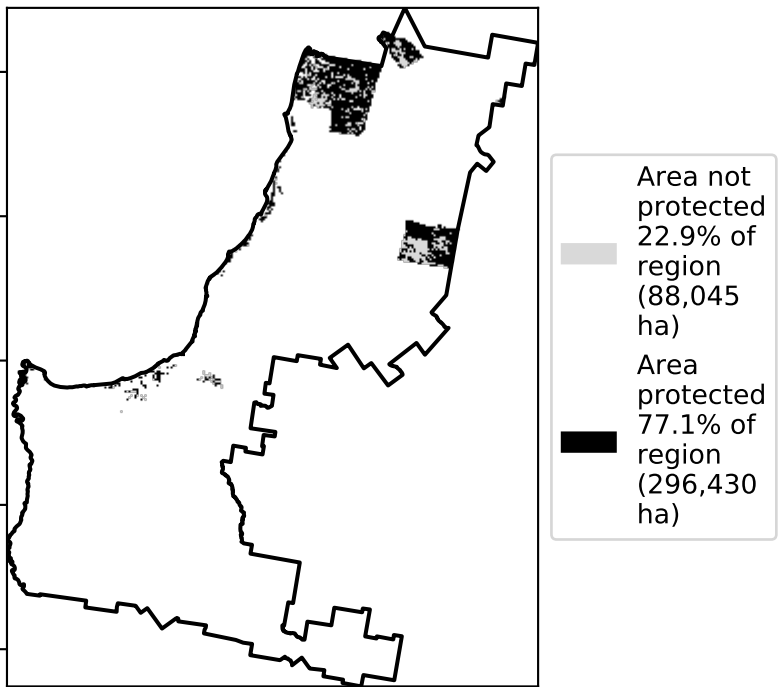 Area not
protected
22.9% of
region
(88,045
ha)
Area
protected
77.1% of
region
(296,430
ha)